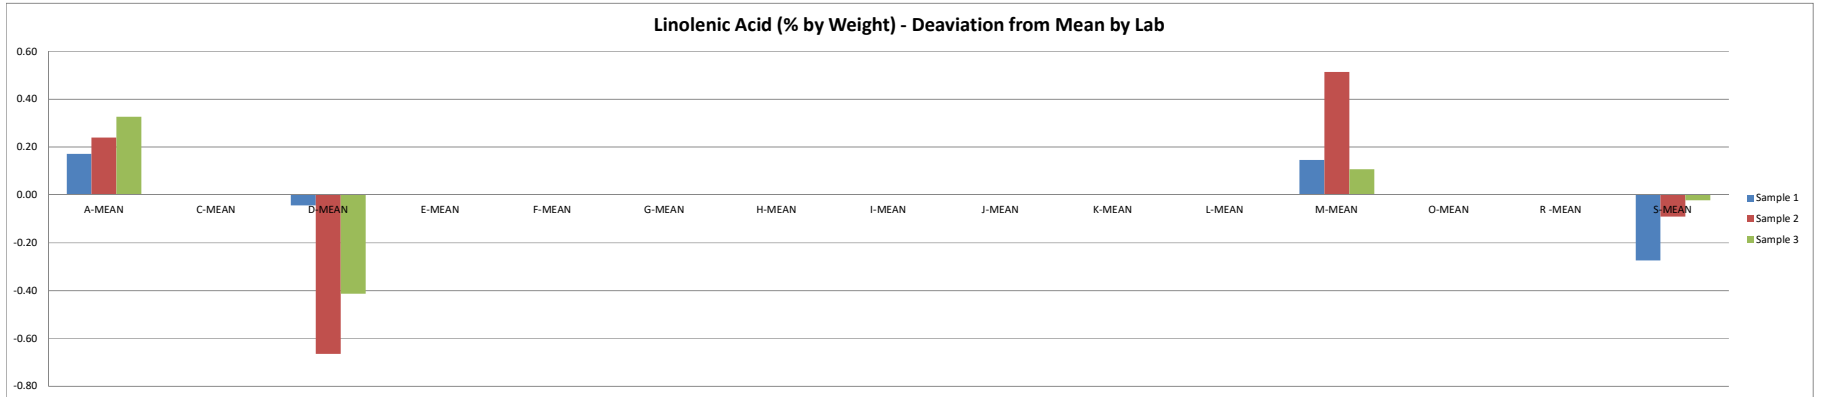 Linolenic Acid (% by Weight) - Deaviation from Mean by Lab
0.60
0.40
0.20
0.00
A-MEAN C-MEAN D-MEAN E-MEAN F-MEAN G-MEAN H-MEAN I-MEAN J-MEAN K-MEAN L-MEAN M-MEAN O-MEAN R -MEAN S-MEAN
-0.20
-0.40
-0.60
-0.80
Sample 1
Sample 2
Sample 3